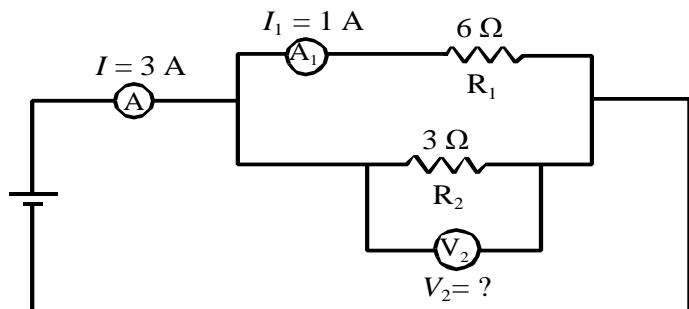 I₁ = 1 A
6 Ω
I = 3 A
A₁
R₁
A
3 Ω
R₂
V₂
V₂= ?